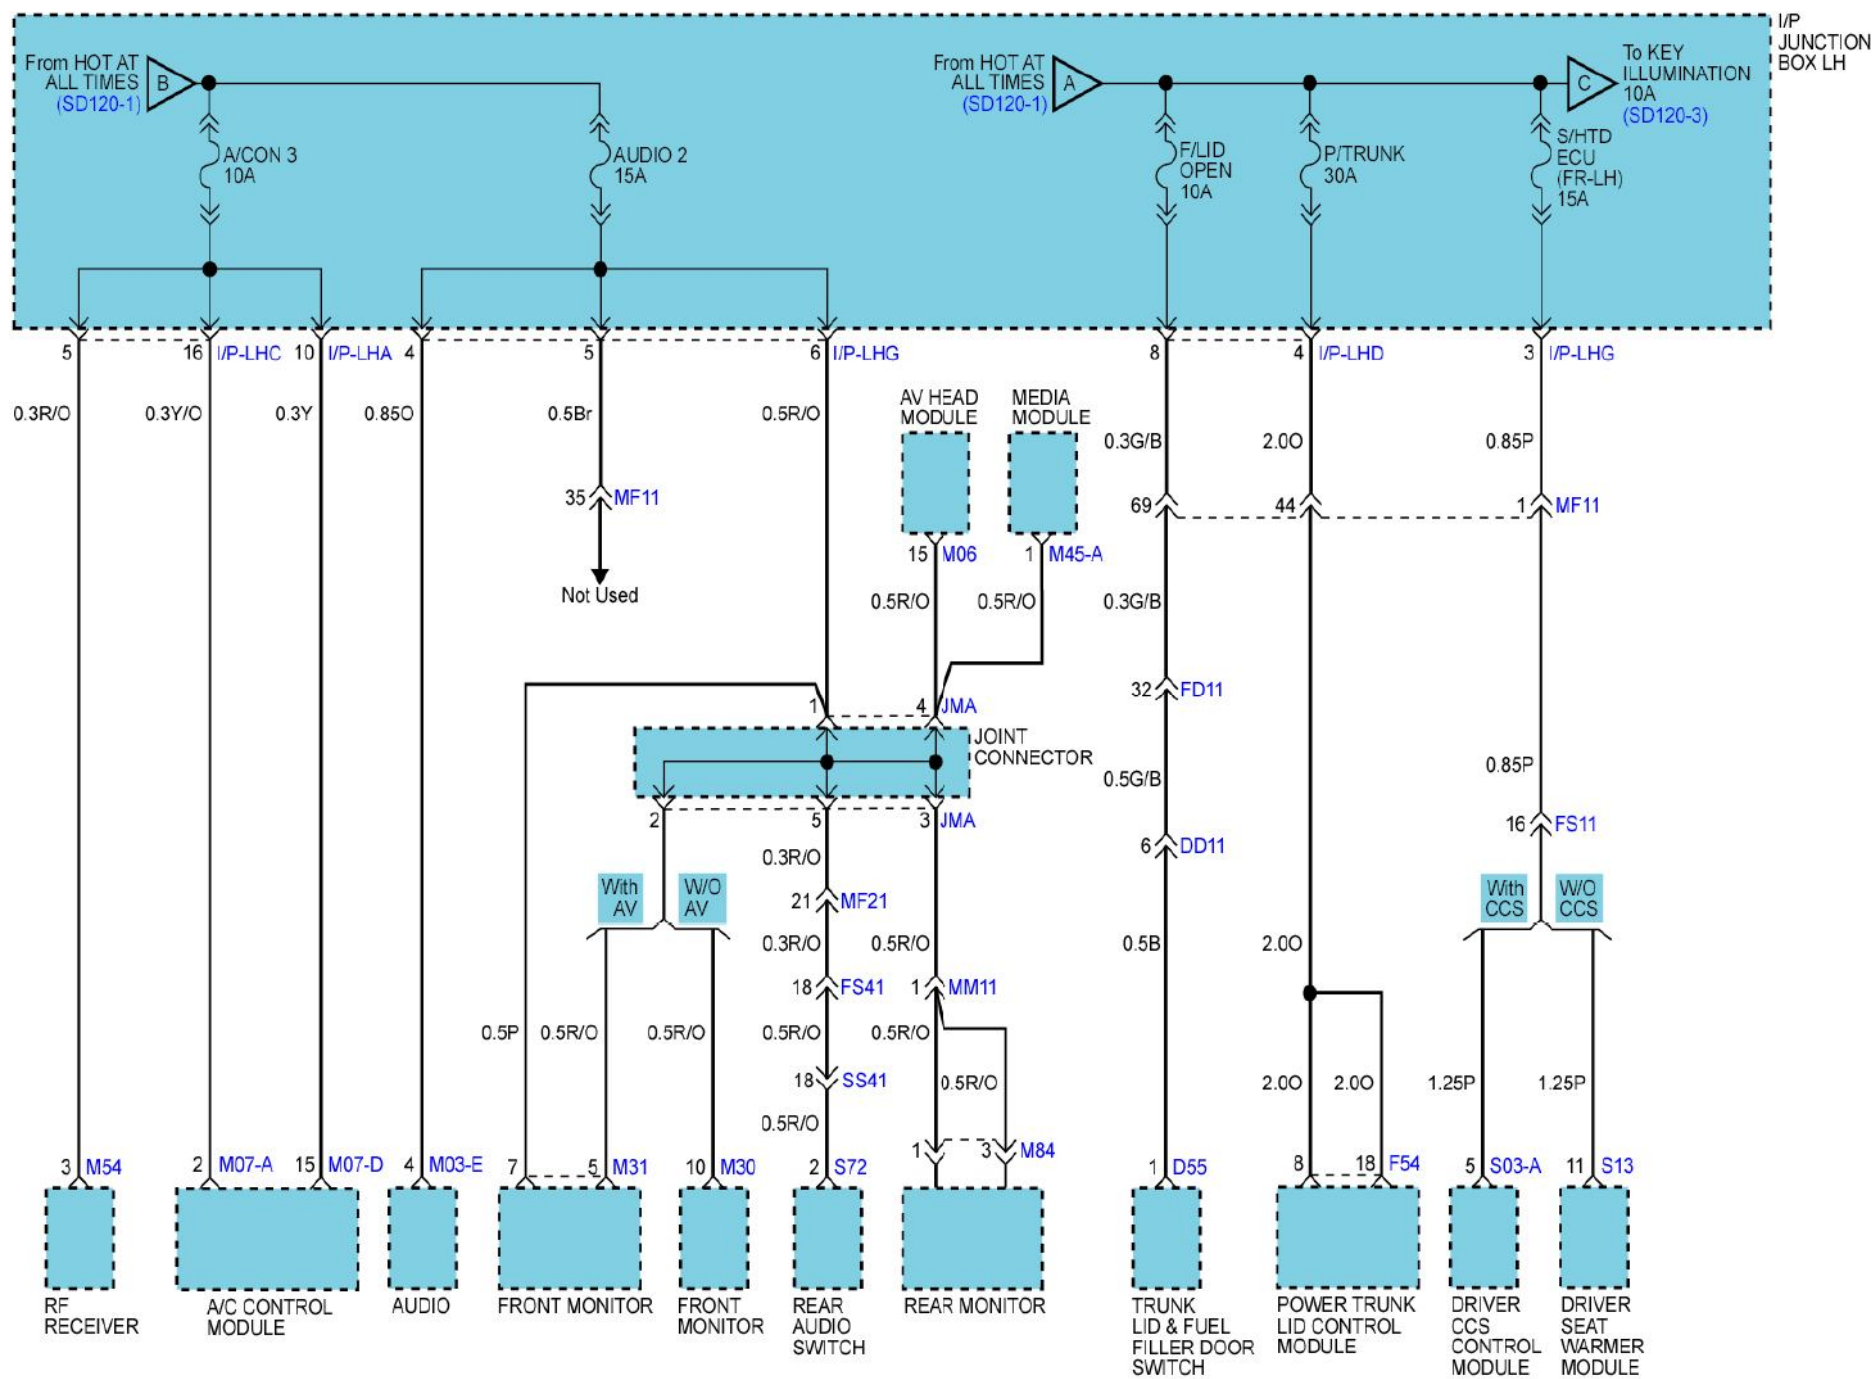 I/P
JUNCTION
BOX LH
From HOT AT
ALL TIMES
(SD120-1)
B
From HOT AT
ALL TIMES
(SD120-1)
A
C
To KEY
ILLUMINATION
10A
(SD120-3)
A/CON 3
10A
AUDIO 2
15A
F/LID
OPEN
10A
P/TRUNK
30A
S/HTD
ECU
(FR-LH)
15A
5
16 I/P-LHC
10 I/P-LHA
4
5
6 I/P-LHG
8
4 I/P-LHD
3 I/P-LHG
0.3R/O
0.3Y/O
0.3Y
0.85O
0.5Br
0.5R/O
AV HEAD
MODULE
MEDIA
MODULE
0.3G/B
2.0O
0.85P
35 MF11
69
44
1 MF11
15 M06
1 M45-A
Not Used
0.5R/O
0.5R/O
0.3G/B
32 FD11
1
4 JMA
JOINT
CONNECTOR
0.5G/B
0.85P
2
5
3 JMA
16 FS11
6 DD11
0.3R/O
With
AV
W/O
AV
21 MF21
With
CCS
W/O
CCS
0.3R/O
0.5R/O
0.5B
2.0O
18 FS41
1 MM11
0.5P
0.5R/O
0.5R/O
0.5R/O
0.5R/O
18 SS41
0.5R/O
2.0O
2.0O
1.25P
1.25P
0.5R/O
1
3 M84
3 M54
2 M07-A
15 M07-D
4 M03-E
7
5 M31
10 M30
2 S72
1 D55
8
18 F54
5 S03-A
11 S13
RF
RECEIVER
A/C CONTROL
MODULE
AUDIO
FRONT MONITOR
FRONT
MONITOR
REAR
AUDIO
SWITCH
REAR MONITOR
TRUNK
LID & FUEL
FILLER DOOR
SWITCH
POWER TRUNK
LID CONTROL
MODULE
DRIVER
CCS
CONTROL
MODULE
DRIVER
SEAT
WARMER
MODULE